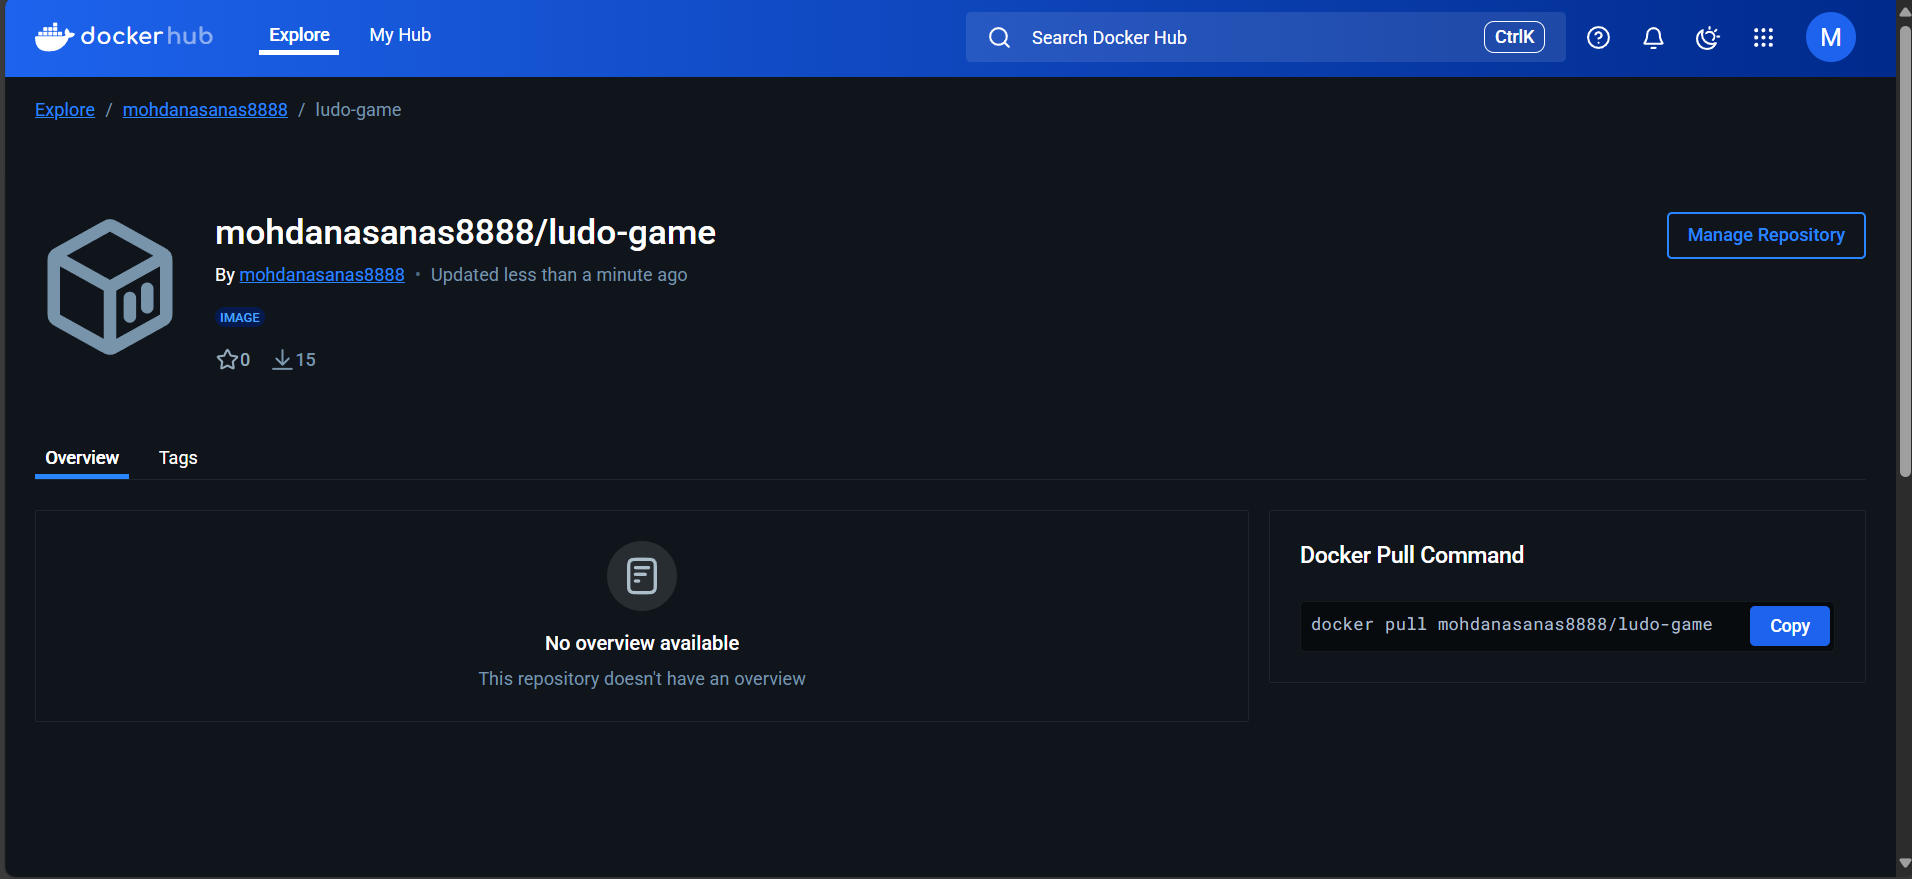 dockerhub Explore My Hub Search Docker Hub CtrlK M
Explore / mohdanasanas8888 / ludo-game
mohdanasanas8888/ludo-game
Manage Repository
By mohdanasanas8888 • Updated less than a minute ago
IMAGE
0 15
Overview Tags
Docker Pull Command
docker pull mohdanasanas8888/ludo-game Copy
No overview available
This repository doesn't have an overview